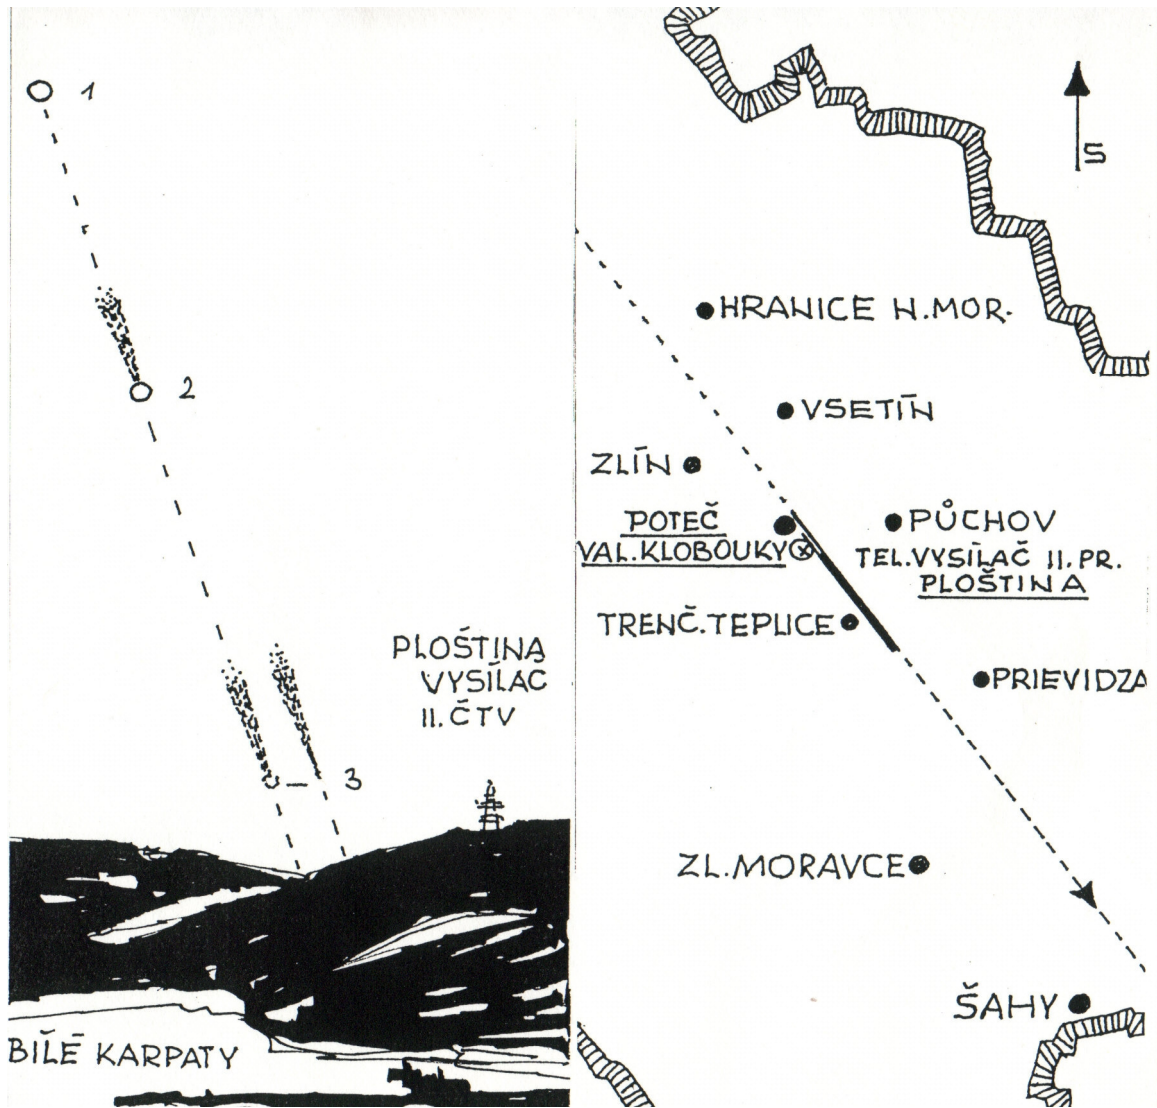 1
2
3
PLOŠTINA
VYSÍLAČ
II. ČTV
BÍLÉ KARPATY
S
HRANICE N.MOR.
VSETÍN
ZLÍN
POTEČ
VAL.KLOBOUKY
PŮCHOV
TEL.VYSÍLAČ II.PR.
PLOŠTINA
TRENČ.TEPLICE
PRIEVIDZA
ZL.MORAVCE
ŠAHY